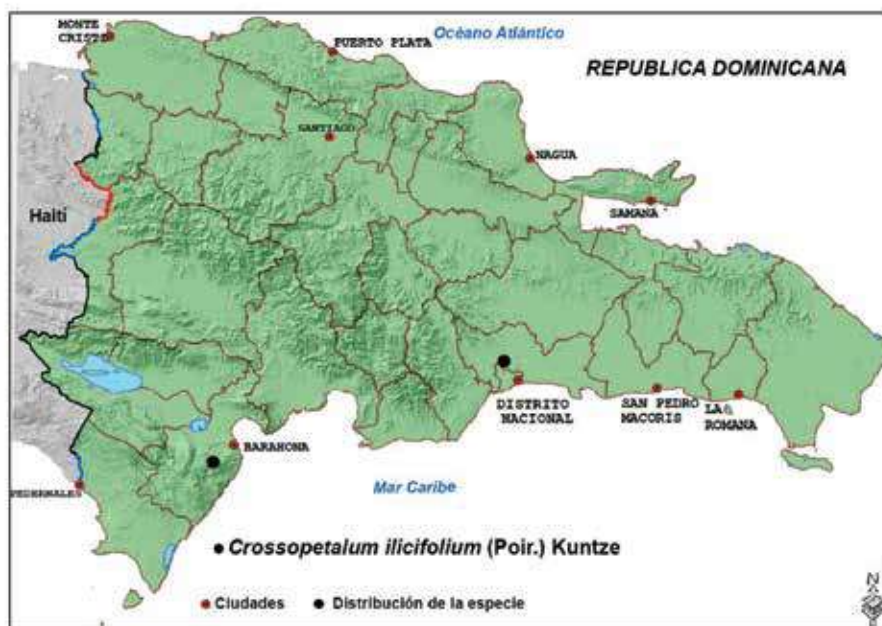 MONTE
CRISTI
PUERTO PLATA
Océano Atlántico
REPUBLICA DOMINICANA
SANTIAGO
NAGUA
Haití
SAMANA
DISTRITO
NACIONAL
SAN PEDRO
MACORIS
LA
ROMANA
BARAHONA
PEDERNALES
Mar Caribe
Crossopetalum ilicifolium (Poir.) Kuntze
Ciudades
Distribución de la especie
N